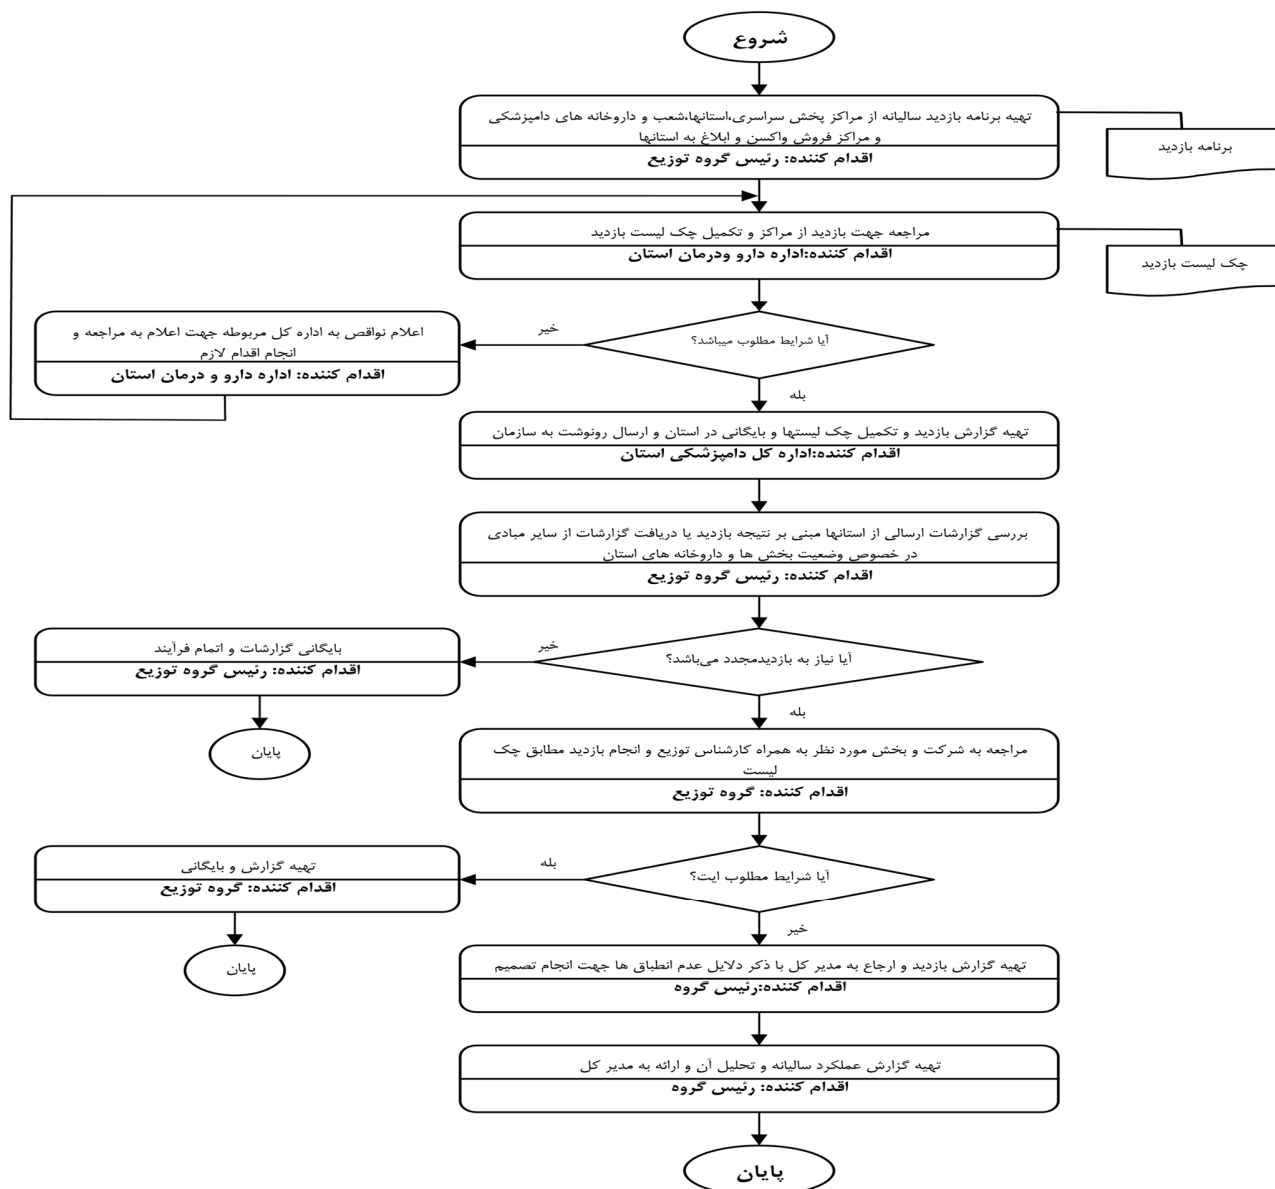 شروع
تهیه برنامه بازدید سالیانه از مراکز پخش سراسری،استانها،شعب و داروخانه های دامپزشکی
و مراکز فروش واکسن و ابلاغ به استانها
اقدام کننده: رئیس گروه توزیع
برنامه بازدید
مراجعه جهت بازدید از مراکز و تکمیل چک لیست بازدید
اقدام کننده:اداره دارو ودرمان استان
چک لیست بازدید
آیا شرایط مطلوب میباشد؟
خیر
اعلام نواقص به اداره کل مربوطه جهت اعلام به مراجعه و
انجام اقدام لازم
اقدام کننده: اداره دارو و درمان استان
بله
تهیه گزارش بازدید و تکمیل چک لیستها و بایگانی در استان و ارسال رونوشت به سازمان
اقدام کننده:اداره کل دامپزشکی استان
بررسی گزارشات ارسالی از استانها مبنی بر نتیجه بازدید یا دریافت گزارشات از سایر مبادی
در خصوص وضعیت بخش ها و داروخانه های استان
اقدام کننده: رئیس گروه توزیع
آیا نیاز به بازدیدمجدد می‌باشد؟
خیر
بایگانی گزارشات و اتمام فرآیند
اقدام کننده: رئیس گروه توزیع
پایان
بله
مراجعه به شرکت و بخش مورد نظر به همراه کارشناس توزیع و انجام بازدید مطابق چک
لیست
اقدام کننده: گروه توزیع
آیا شرایط مطلوب ایت؟
بله
تهیه گزارش و بایگانی
اقدام کننده: گروه توزیع
پایان
خیر
تهیه گزارش بازدید و ارجاع به مدیر کل با ذکر دلایل عدم انطباق ها جهت انجام تصمیم
اقدام کننده:رئیس گروه
تهیه گزارش عملکرد سالیانه و تحلیل آن و ارائه به مدیر کل
اقدام کننده: رئیس گروه
پایان